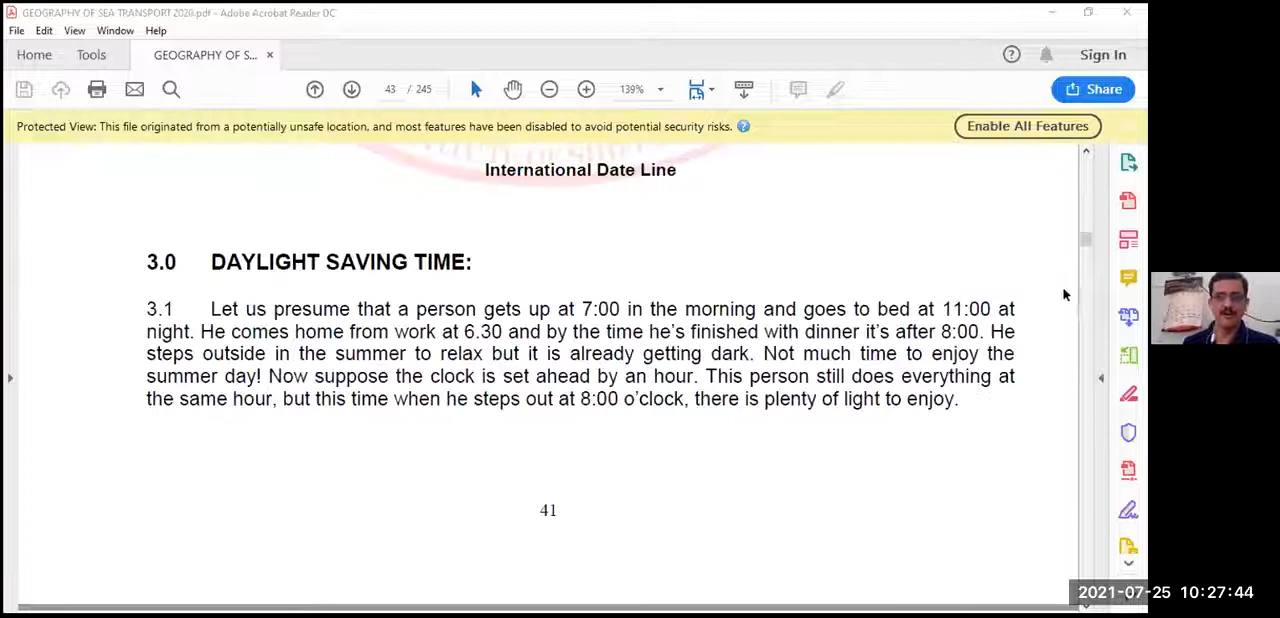 GEOGRAPHY OF SEA TRANSPORT 2020.pdf - Adobe Acrobat Reader DC
File Edit View Window Help
Home Tools GEOGRAPHY OF S... × Sign In
43 / 245 139% Share
Protected View: This file originated from a potentially unsafe location, and most features have been disabled to avoid potential security risks. Enable All Features
International Date Line
3.0 DAYLIGHT SAVING TIME:
3.1 Let us presume that a person gets up at 7:00 in the morning and goes to bed at 11:00 at
night. He comes home from work at 6.30 and by the time he's finished with dinner it's after 8:00. He
steps outside in the summer to relax but it is already getting dark. Not much time to enjoy the
summer day! Now suppose the clock is set ahead by an hour. This person still does everything at
the same hour, but this time when he steps out at 8:00 o'clock, there is plenty of light to enjoy.
41
2021-07-25 10:27:44